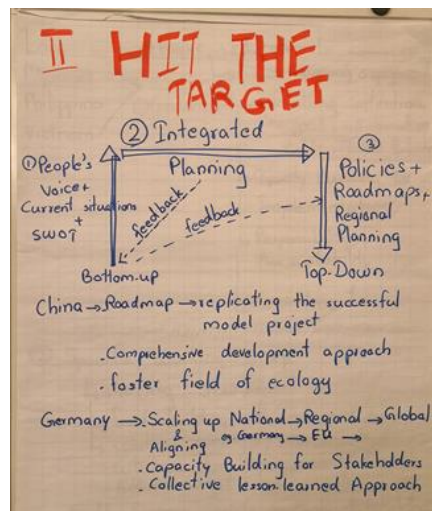 II HIT THE
TARGET
② Integrated
Planning
① People's
Voice +
Current situation
+
SWOT
feedback
feedback
③
Policies +
Roadmaps +
Regional
Planning
Bottom-up
Top-Down
China → Roadmap → replicating the successful
model project
.Comprehensive development approach
.foster field of ecology
Germany → .Scaling up National → Regional → Global
& Aligning eg Germany → EU →
.Capacity Building for Stakeholders
.Collective lesson learned Approach